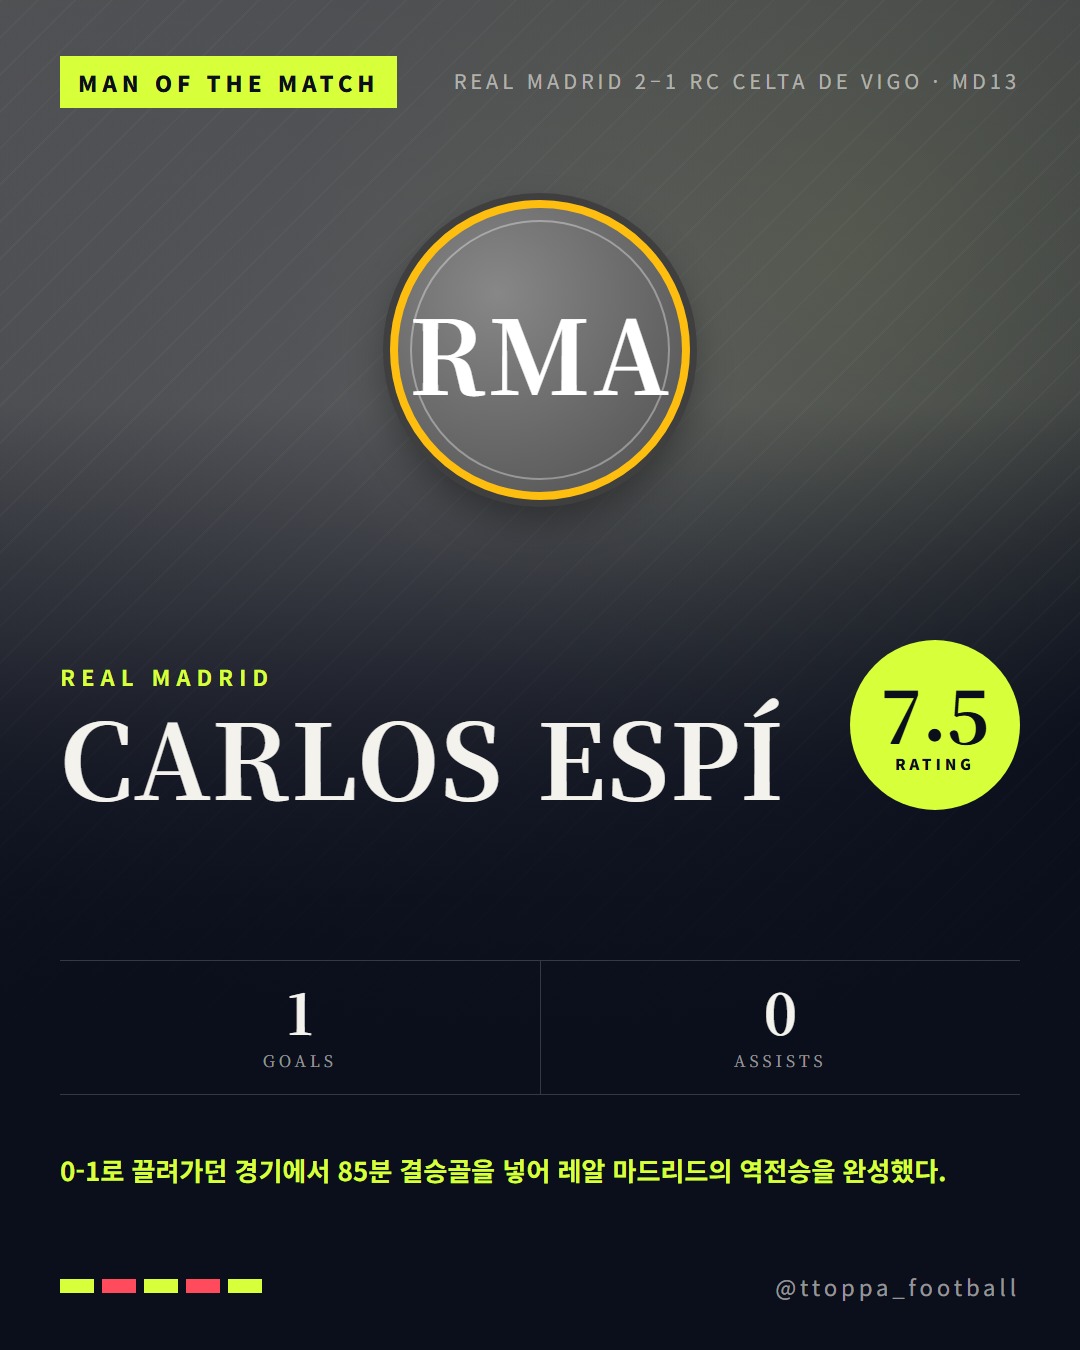 MAN OF THE MATCH
REAL MADRID 2–1 RC CELTA DE VIGO · MD13
RMA
REAL MADRID
CARLOS ESPÍ
7.5
RATING
1
GOALS
0
ASSISTS
0-1로 끌려가던 경기에서 85분 결승골을 넣어 레알 마드리드의 역전승을 완성했다.
@ttoppa_football